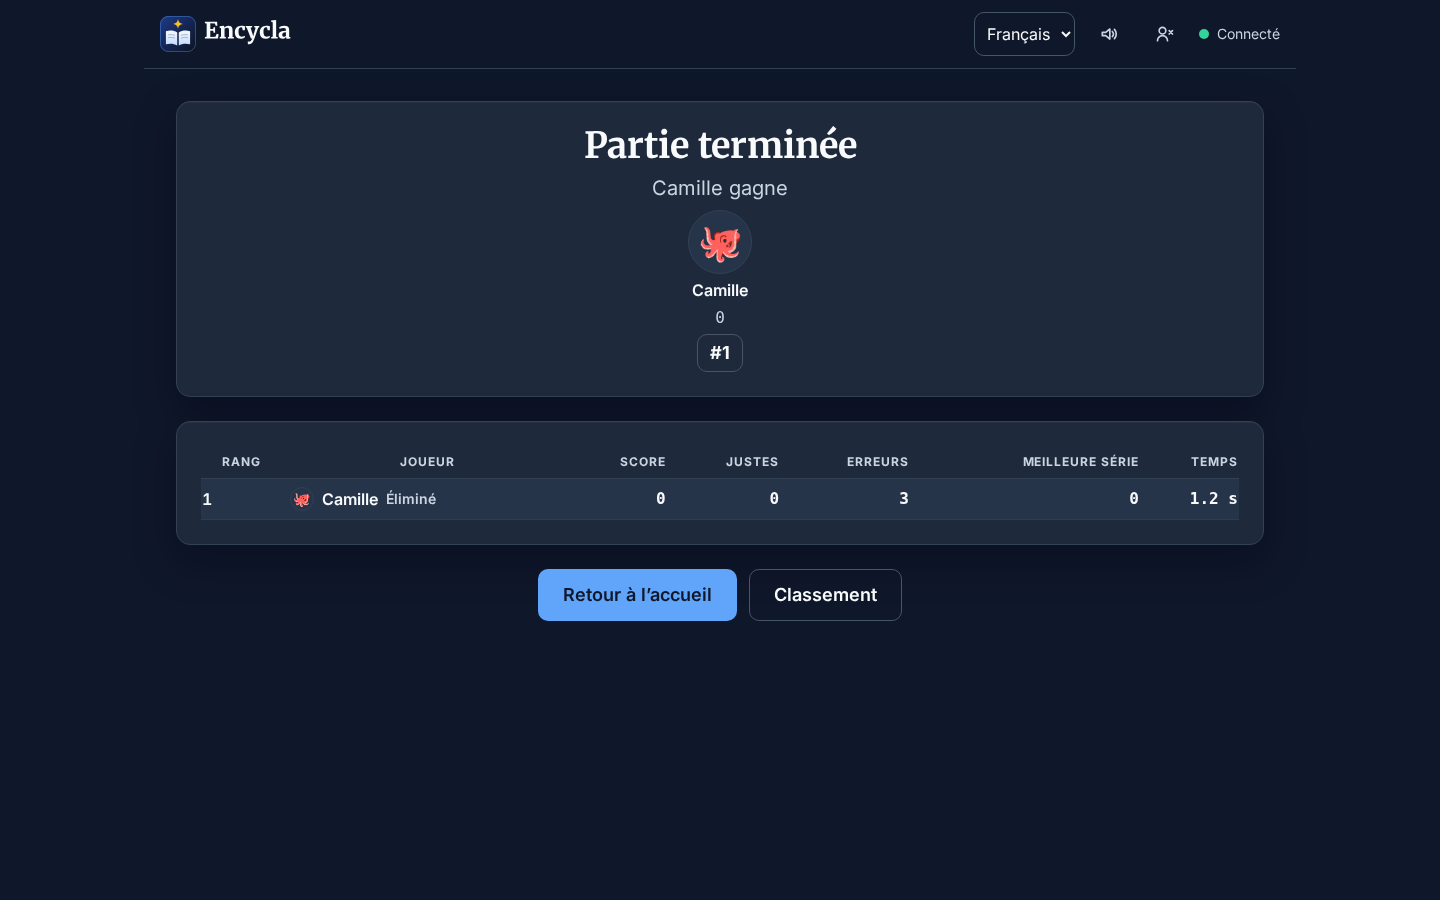 Encycla
Français
Connecté
Partie terminée
Camille gagne
Camille
0
#1
RANG JOUEUR SCORE JUSTES ERREURS MEILLEURE SÉRIE TEMPS
1 Camille Éliminé 0 0 3 0 1.2 s
Retour à l’accueil Classement